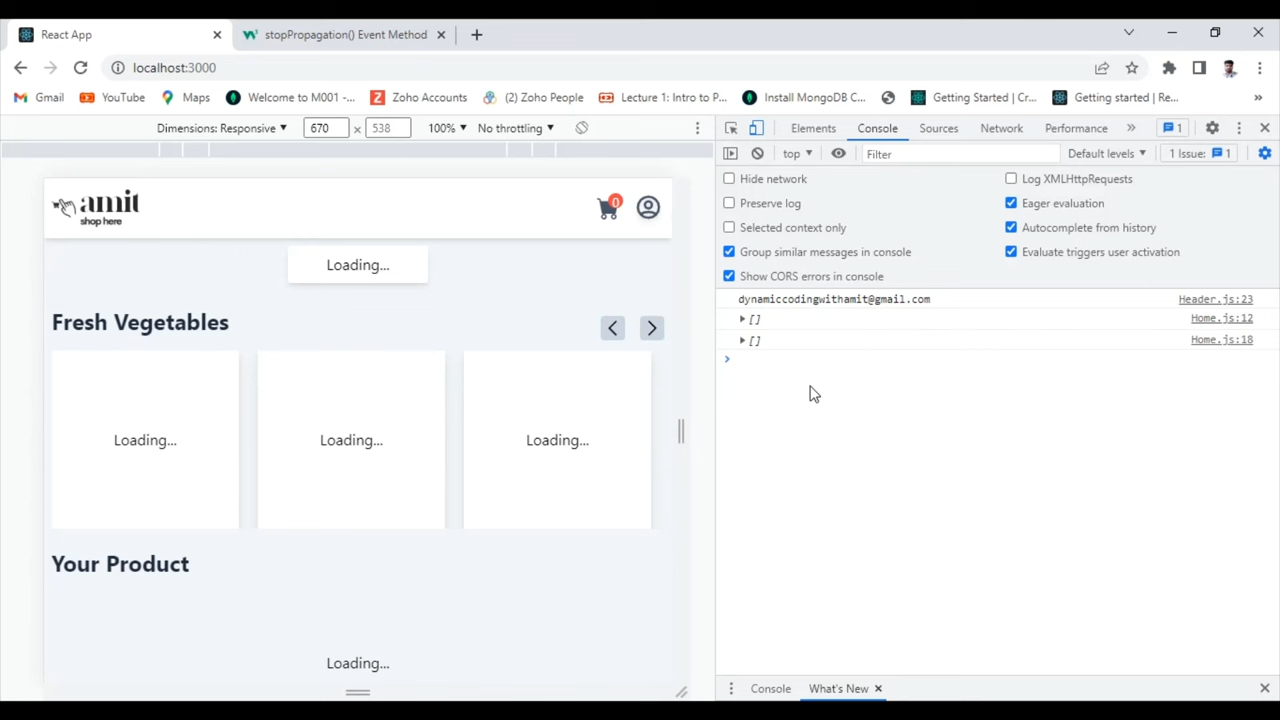 React App
stopPropagation() Event Method
localhost:3000
Gmail
YouTube
Maps
Welcome to M001 -...
Zoho Accounts
(2) Zoho People
Lecture 1: Intro to P...
Install MongoDB C...
Getting Started | Cr...
Getting started | Re...
»
Dimensions: Responsive
670
×
538
100%
No throttling
Elements
Console
Sources
Network
Performance
»
1
top
Filter
Default levels
1 Issue:
1
Hide network
Log XMLHttpRequests
Preserve log
Eager evaluation
Selected context only
Autocomplete from history
Group similar messages in console
Evaluate triggers user activation
Show CORS errors in console
amit
shop here
0
Loading...
Fresh Vegetables
Loading...
Loading...
Loading...
Your Product
Loading...
dynamiccodingwithamit@gmail.com
Header.js:23
[]
Home.js:12
[]
Home.js:18
Console
What's New